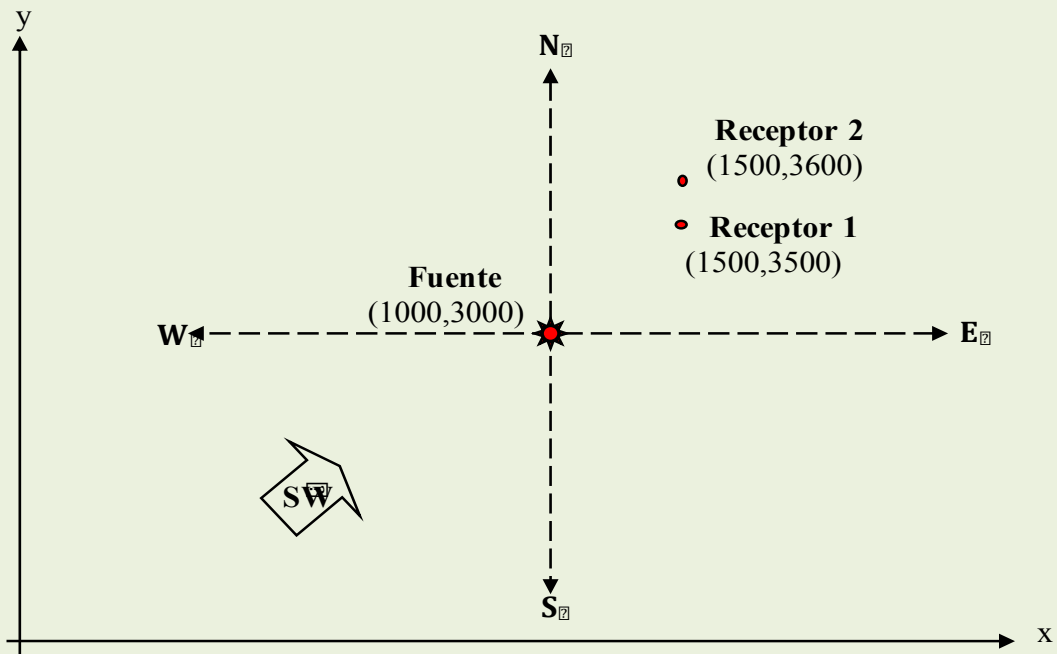 y
N
Receptor 2
(1500,3600)
Receptor 1
(1500,3500)
Fuente
(1000,3000)
W
E
SW
S
x